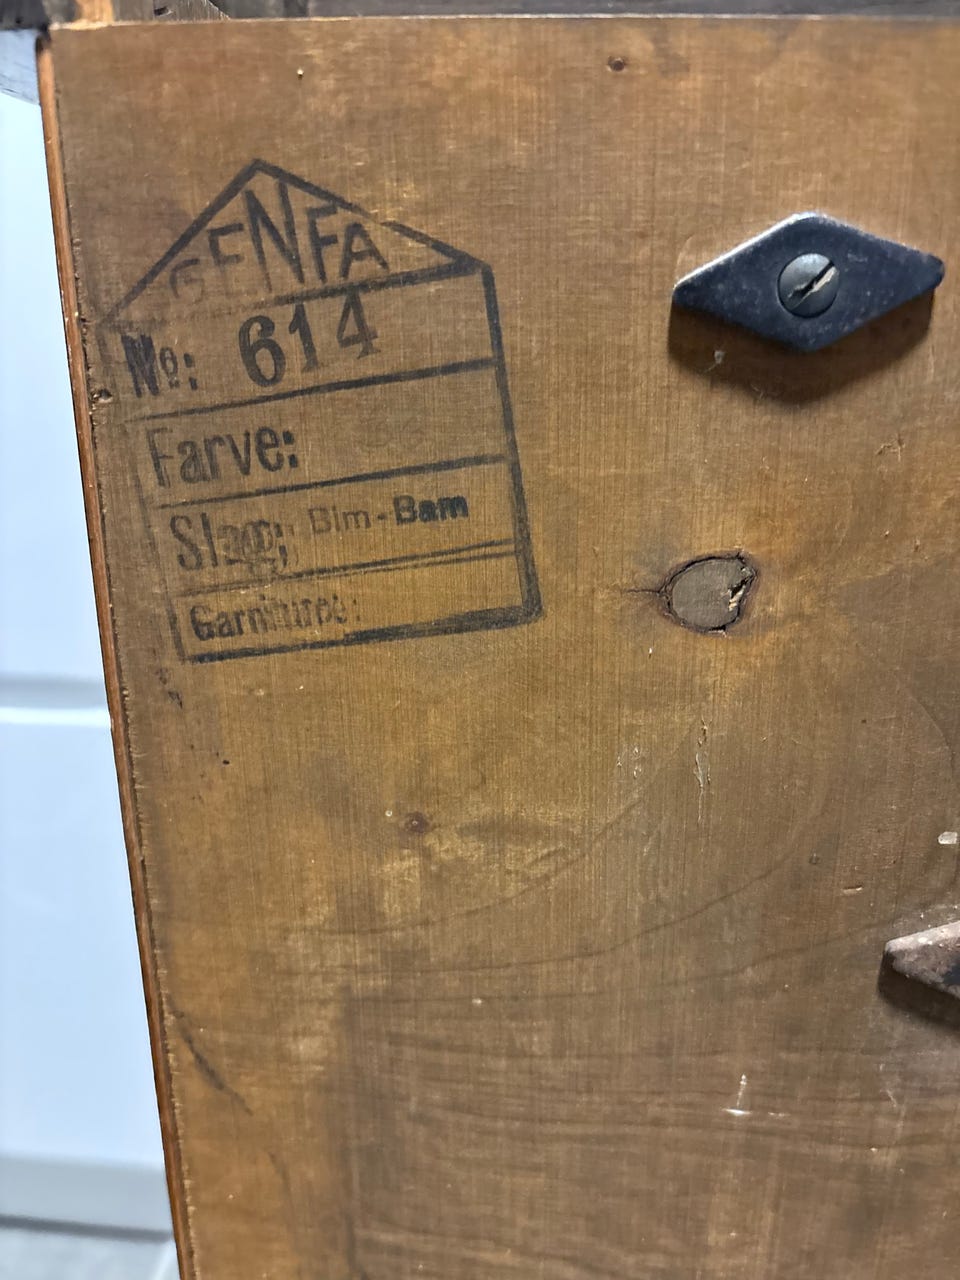 GENFA
No: 614
Farve:
Slag: Bim-Bam
Garniture: